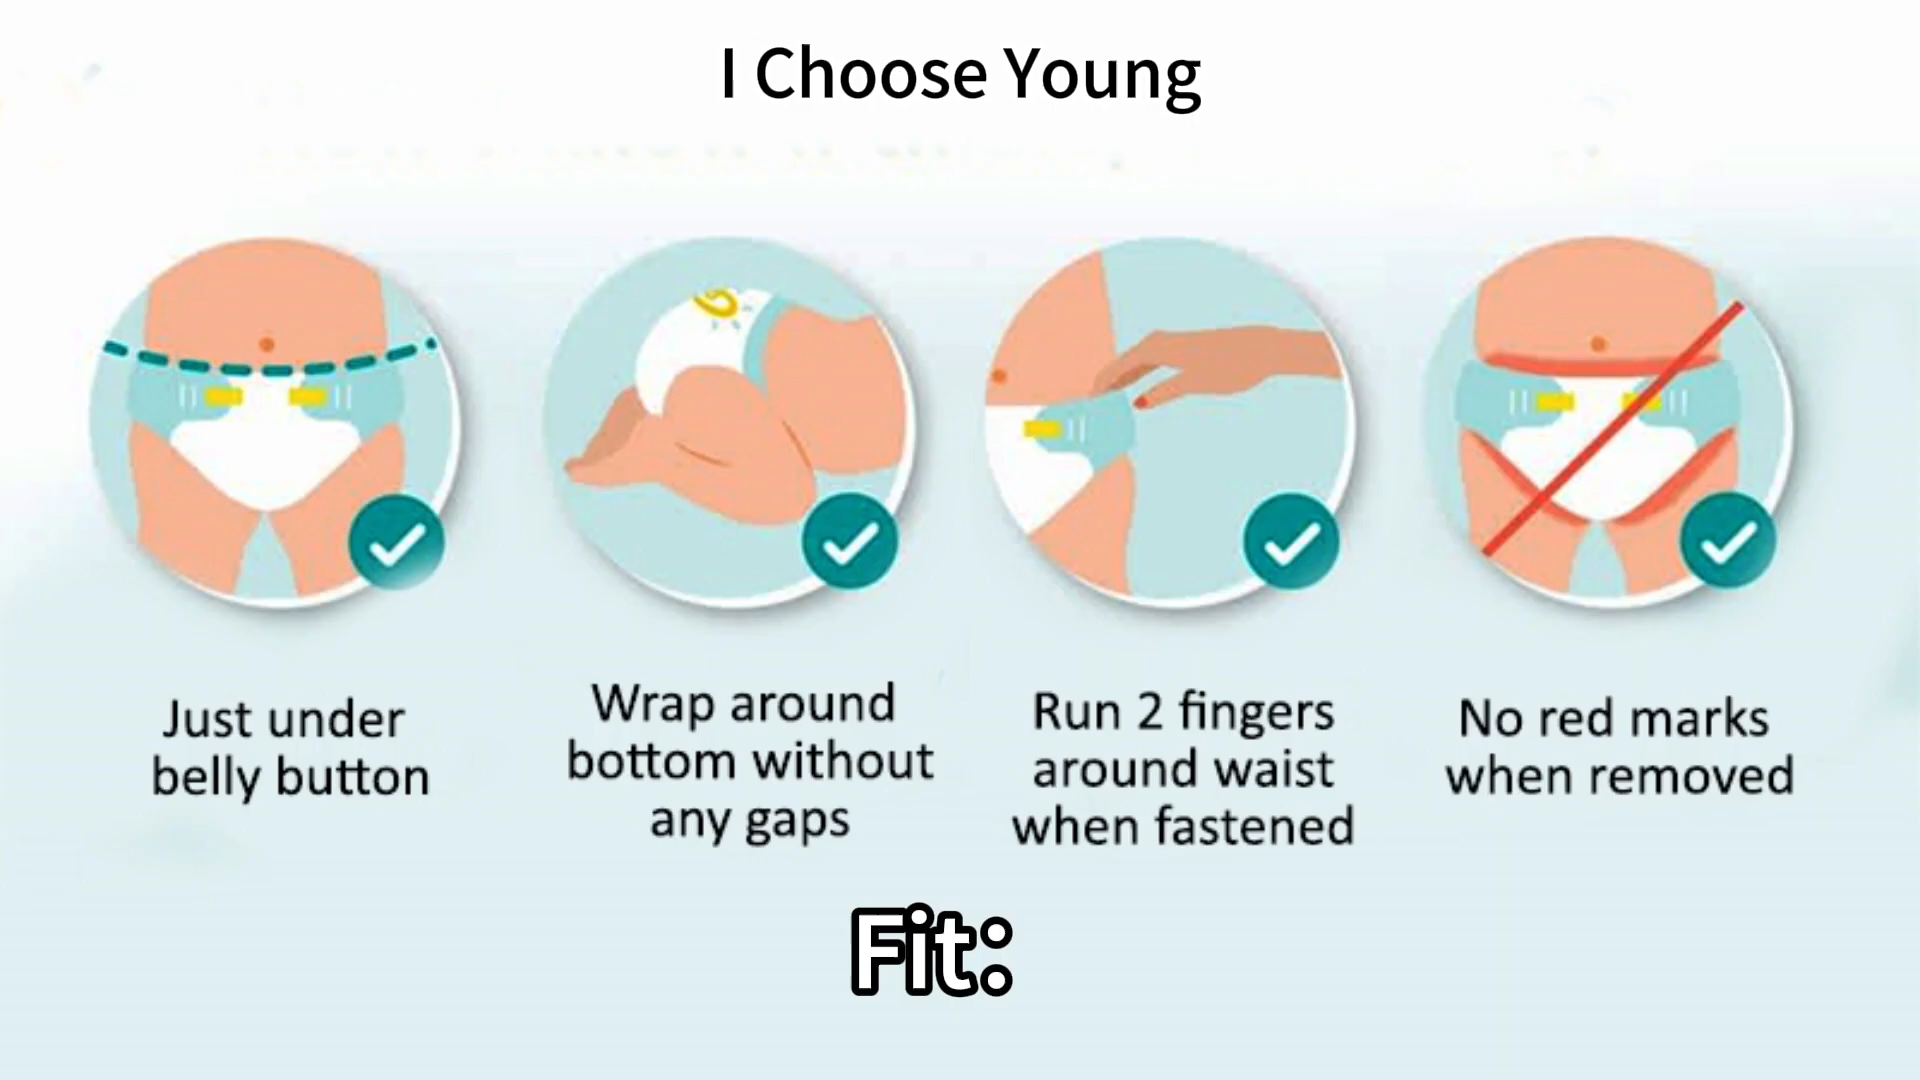 I Choose Young
Just under
belly button
Wrap around
bottom without
any gaps
Run 2 fingers
around waist
when fastened
No red marks
when removed
Fit: